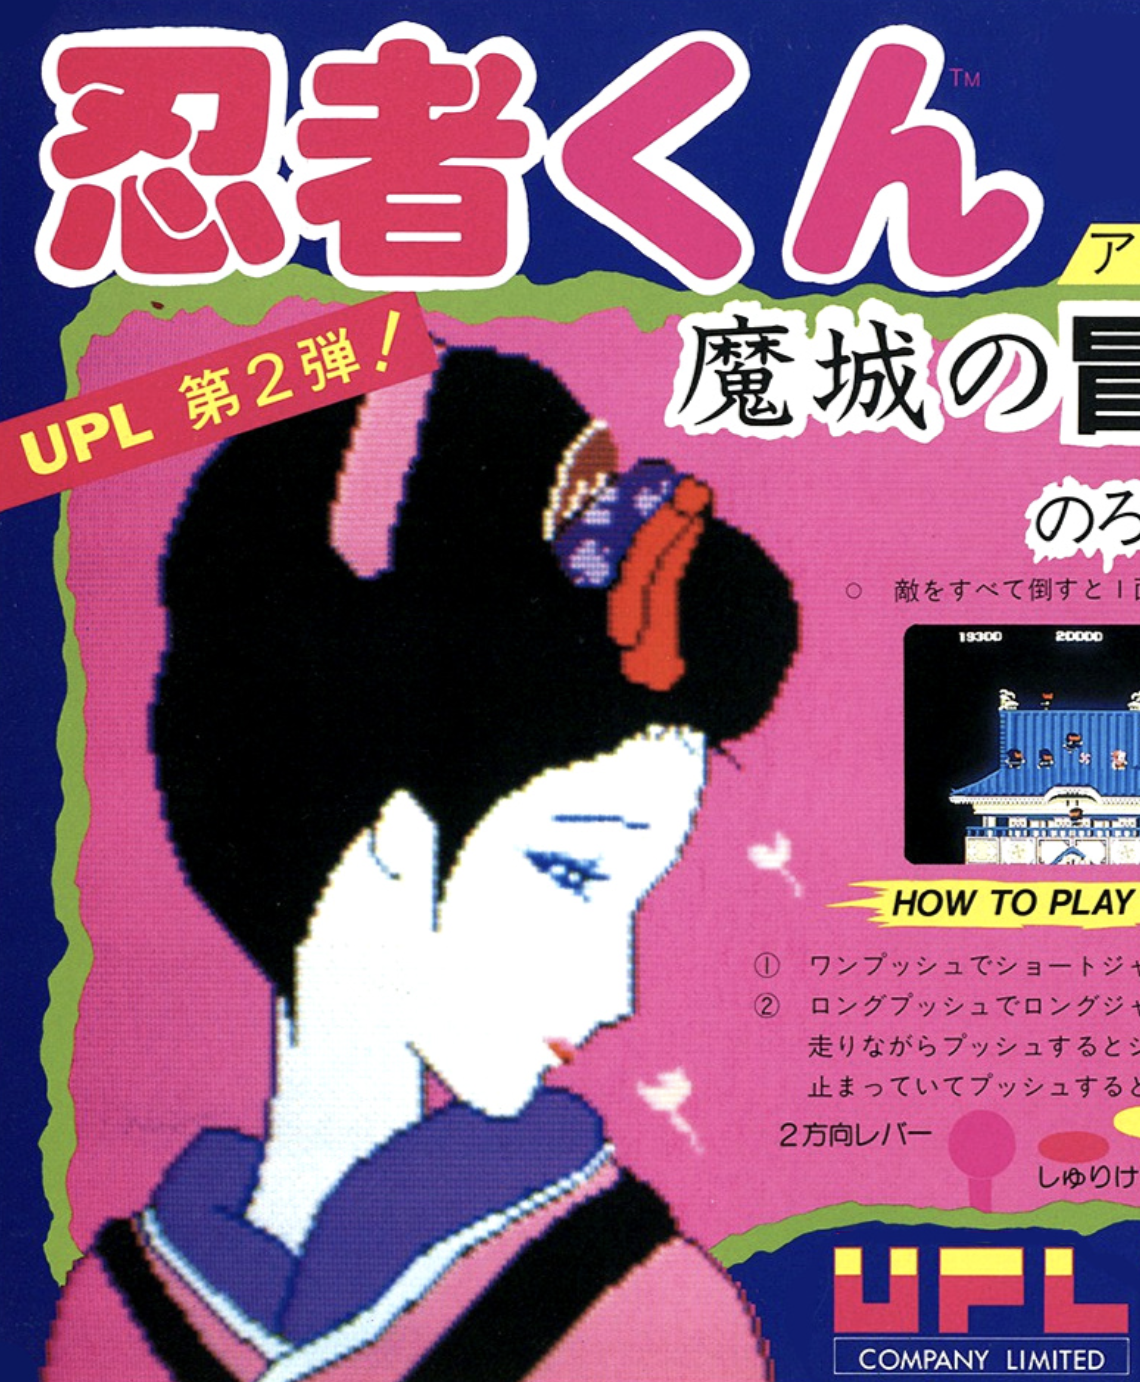 忍者くん
TM
ア
UPL 第2弾!
魔城の冒
のろ
○ 敵をすべて倒すと1面
19300 20000
HOW TO PLAY
① ワンプッシュでショートジャ
② ロングプッシュでロングジャ
走りながらプッシュするとジ
止まっていてプッシュすると
2方向レバー
しゅりけ
UPL
COMPANY LIMITED